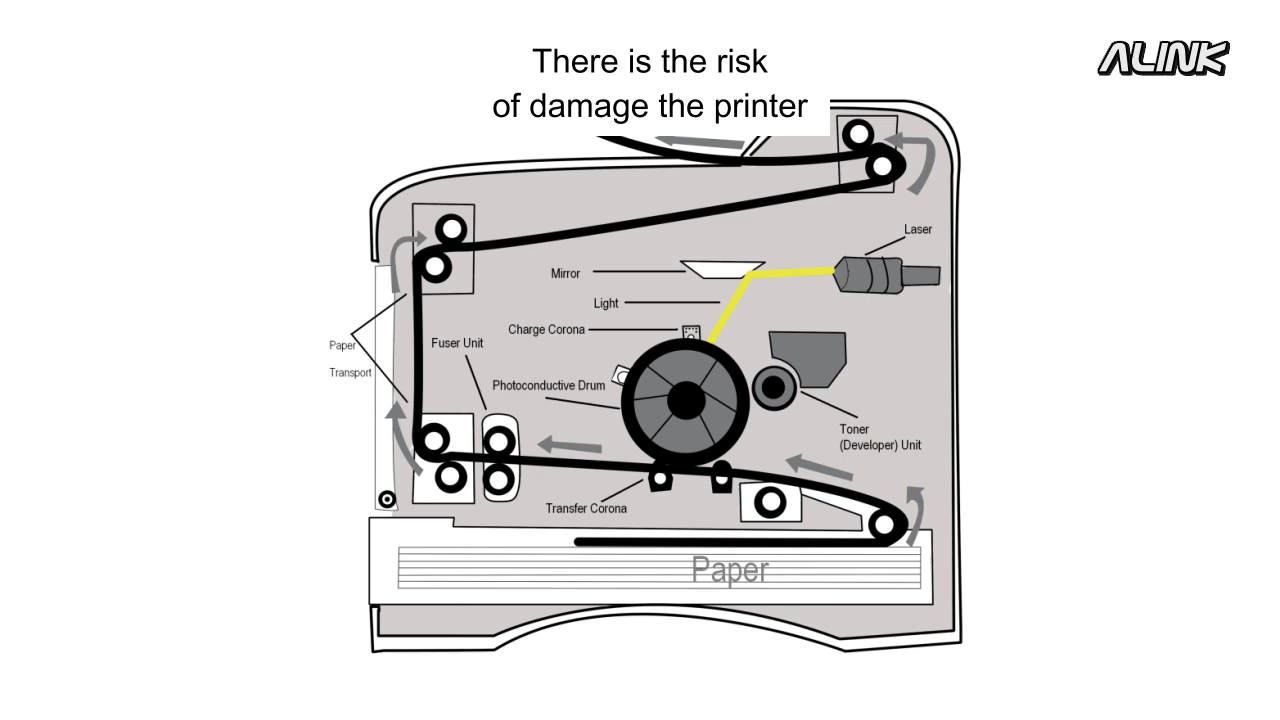 There is the risk
of damage the printer
ALINK
Laser
Mirror
Light
Charge Corona
Fuser Unit
Paper
Transport
Photoconductive Drum
Toner
(Developer) Unit
Transfer Corona
Paper